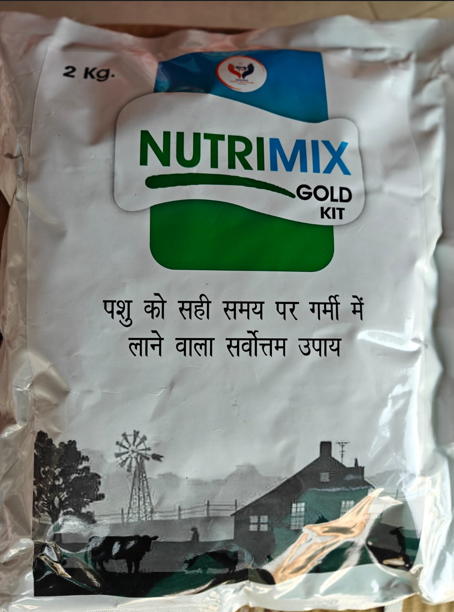 2 Kg.
NUTRIMIX
GOLD
KIT
पशु को सही समय पर गर्मी में
लाने वाला सर्वोत्तम उपाय